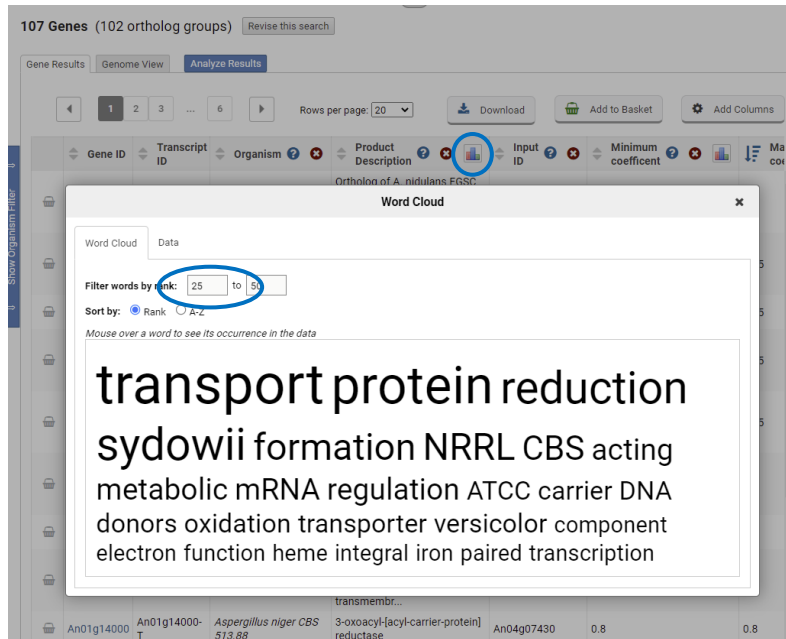 107 Genes (102 ortholog groups) Revise this search
Gene Results Genome View Analyze Results
1 2 3 ... 6 Rows per page: 20 Download Add to Basket Add Columns
Gene ID Transcript ID Organism Product Description Input ID Minimum coefficent
Ortholog of A. nidulans FGSC
Show Organism Filter
Word Cloud
Word Cloud Data
Filter words by rank: 25 to 50
Sort by: Rank A-Z
Mouse over a word to see its occurrence in the data
transport protein reduction
sydowii formation NRRL CBS acting
metabolic mRNA regulation ATCC carrier DNA
donors oxidation transporter versicolor component
electron function heme integral iron paired transcription
transmembr...
An01g14000 An01g14000-T Aspergillus niger CBS 513.88 3-oxoacyl-[acyl-carrier-protein] reductase An04g07430 0.8 0.8